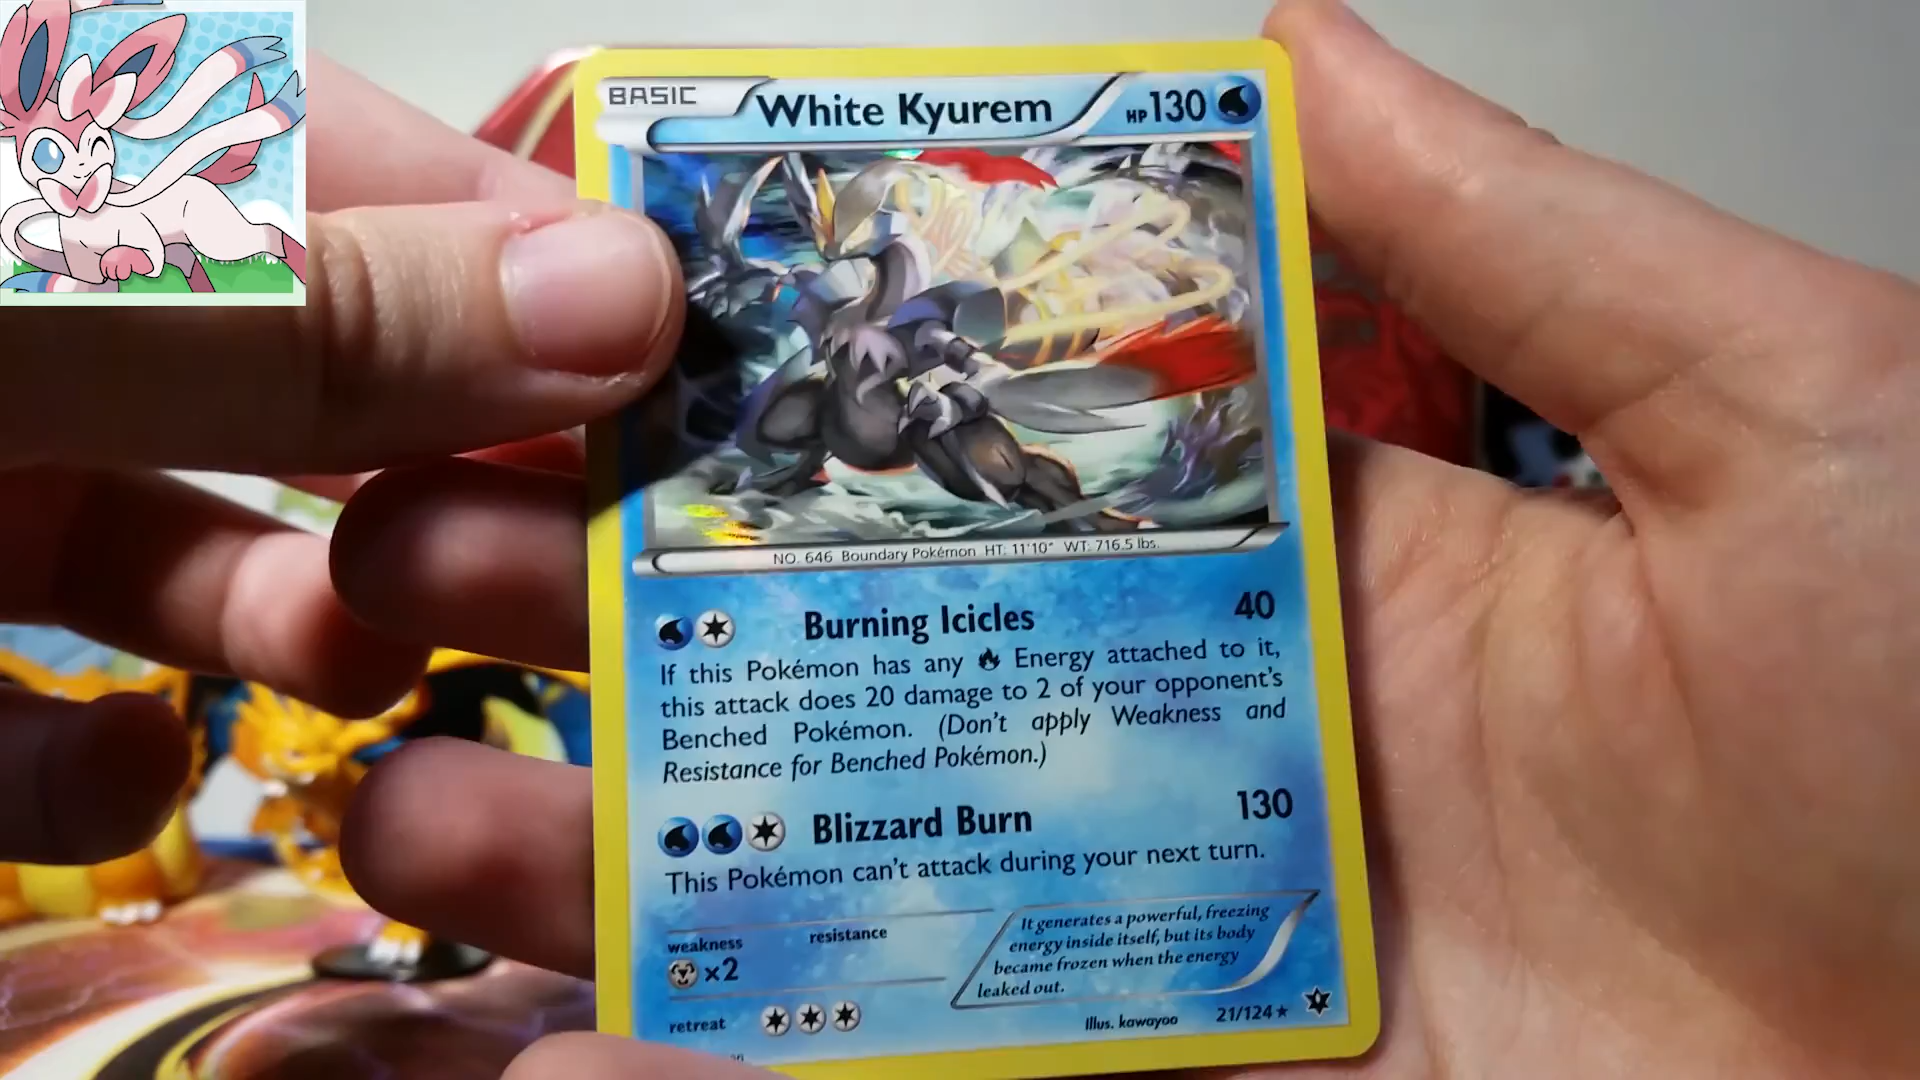 BASIC
White Kyurem
HP130
NO. 646 Boundary Pokémon HT: 11'10" WT: 716.5 lbs.
Burning Icicles 40
If this Pokémon has any Energy attached to it,
this attack does 20 damage to 2 of your opponent's
Benched Pokémon. (Don't apply Weakness and
Resistance for Benched Pokémon.)
Blizzard Burn 130
This Pokémon can't attack during your next turn.
weakness resistance
×2
It generates a powerful, freezing
energy inside itself, but its body
became frozen when the energy
leaked out.
retreat
Illus. kawayoo 21/124